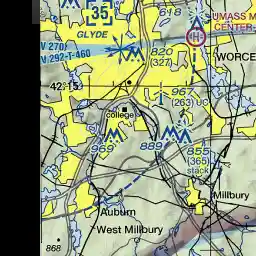 35
618
UMASS M
GLYDE
CENTER
V 270
WORCE
V 292-T-460
820
(327)
42°15'
967
(263) UC
college
969
889
855
(365)
stack
Millbury
Auburn
West Millbury
868